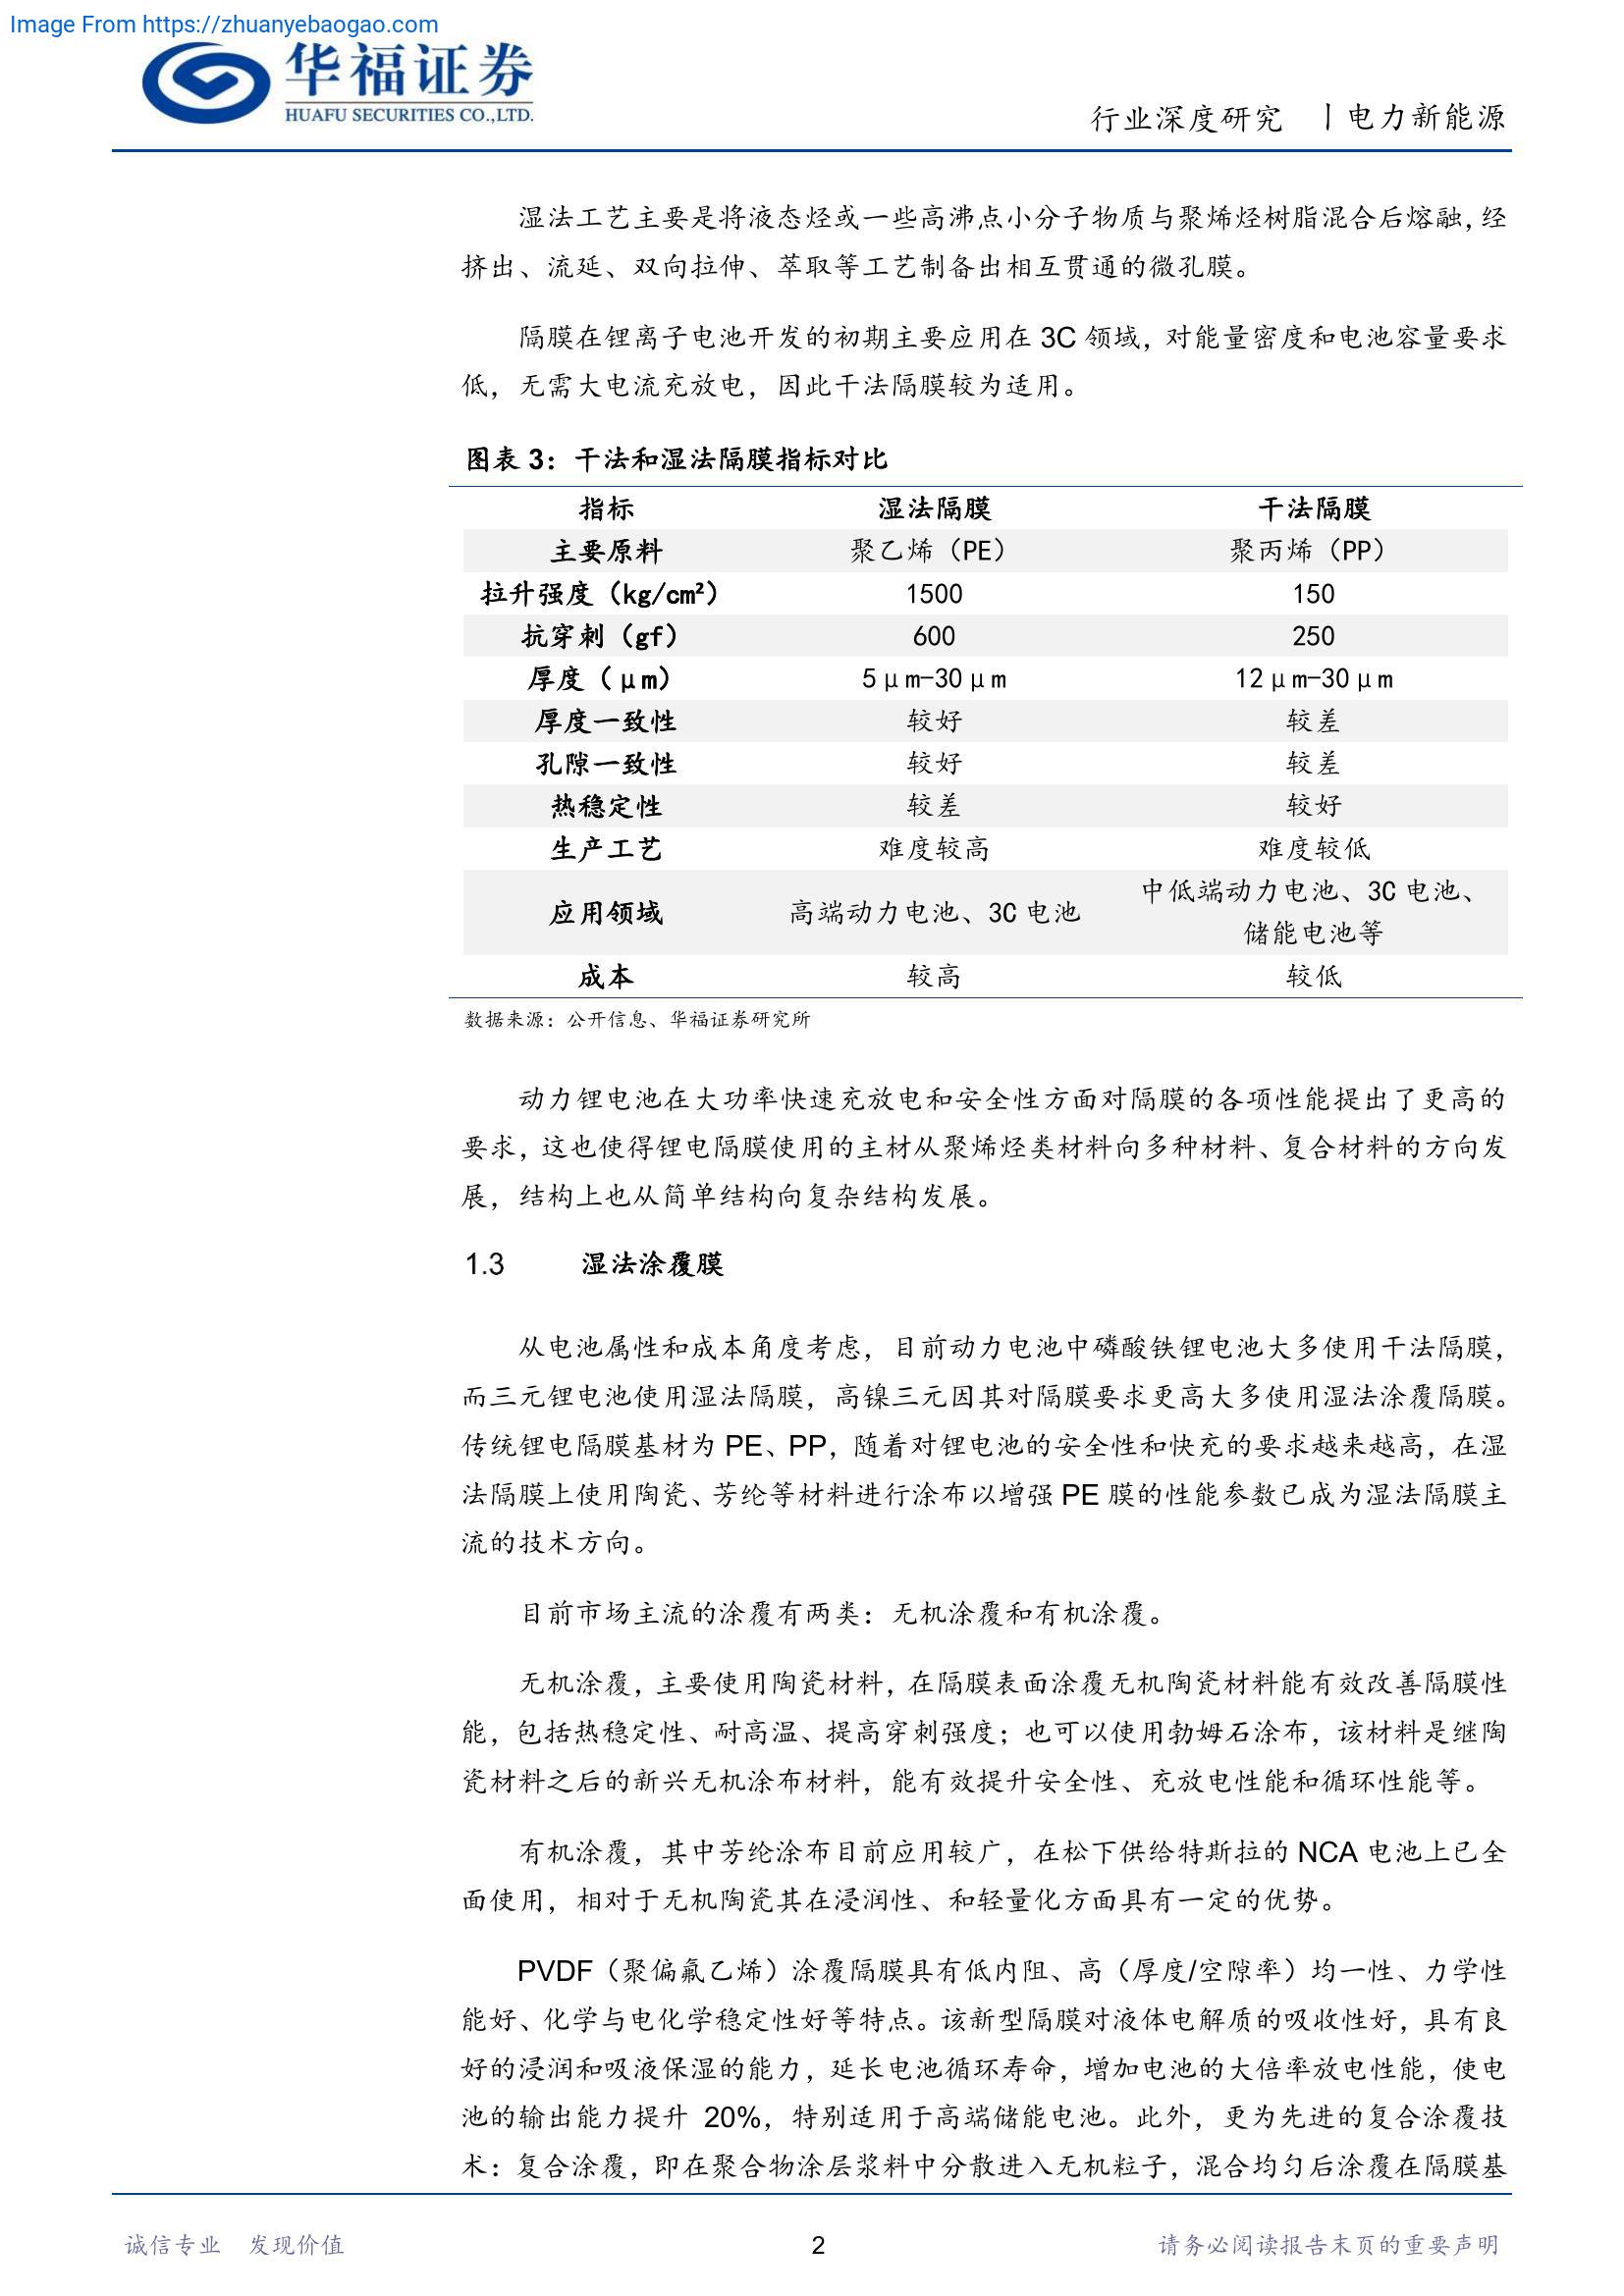 Image From https://zhuanyebaogao.com
华福证券
HUAFU SECURITIES CO.,LTD.
行业深度研究 丨电力新能源
湿法工艺主要是将液态烃或一些高沸点小分子物质与聚烯烃树脂混合后熔融，经
挤出、流延、双向拉伸、萃取等工艺制备出相互贯通的微孔膜。
隔膜在锂离子电池开发的初期主要应用在 3C 领域，对能量密度和电池容量要求
低，无需大电流充放电，因此干法隔膜较为适用。
图表 3：干法和湿法隔膜指标对比
指标 湿法隔膜 干法隔膜
主要原料 聚乙烯（PE） 聚丙烯（PP）
拉升强度（kg/cm²） 1500 150
抗穿刺（gf） 600 250
厚度（μm） 5μm-30μm 12μm-30μm
厚度一致性 较好 较差
孔隙一致性 较好 较差
热稳定性 较差 较好
生产工艺 难度较高 难度较低
应用领域 高端动力电池、3C 电池 中低端动力电池、3C 电池、
储能电池等
成本 较高 较低
数据来源：公开信息、华福证券研究所
动力锂电池在大功率快速充放电和安全性方面对隔膜的各项性能提出了更高的
要求，这也使得锂电隔膜使用的主材从聚烯烃类材料向多种材料、复合材料的方向发
展，结构上也从简单结构向复杂结构发展。
1.3 湿法涂覆膜
从电池属性和成本角度考虑，目前动力电池中磷酸铁锂电池大多使用干法隔膜，
而三元锂电池使用湿法隔膜，高镍三元因其对隔膜要求更高大多使用湿法涂覆隔膜。
传统锂电隔膜基材为 PE、PP，随着对锂电池的安全性和快充的要求越来越高，在湿
法隔膜上使用陶瓷、芳纶等材料进行涂布以增强 PE 膜的性能参数已成为湿法隔膜主
流的技术方向。
目前市场主流的涂覆有两类：无机涂覆和有机涂覆。
无机涂覆，主要使用陶瓷材料，在隔膜表面涂覆无机陶瓷材料能有效改善隔膜性
能，包括热稳定性、耐高温、提高穿刺强度；也可以使用勃姆石涂布，该材料是继陶
瓷材料之后的新兴无机涂布材料，能有效提升安全性、充放电性能和循环性能等。
有机涂覆，其中芳纶涂布目前应用较广，在松下供给特斯拉的 NCA 电池上已全
面使用，相对于无机陶瓷其在浸润性、和轻量化方面具有一定的优势。
PVDF（聚偏氟乙烯）涂覆隔膜具有低内阻、高（厚度/空隙率）均一性、力学性
能好、化学与电化学稳定性好等特点。该新型隔膜对液体电解质的吸收性好，具有良
好的浸润和吸液保湿的能力，延长电池循环寿命，增加电池的大倍率放电性能，使电
池的输出能力提升 20%，特别适用于高端储能电池。此外，更为先进的复合涂覆技
术：复合涂覆，即在聚合物涂层浆料中分散进入无机粒子，混合均匀后涂覆在隔膜基
诚信专业 发现价值 2 请务必阅读报告末页的重要声明